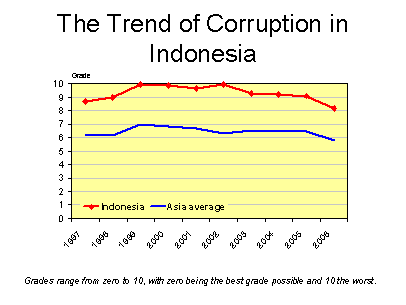 The Trend of Corruption in
Indonesia
Grade
10
9
8
7
6
5
4
3
2
1
0
Indonesia Asia average
1997 1998 1999 2000 2001 2002 2003 2004 2005 2006
Grades range from zero to 10, with zero being the best grade possible and 10 the worst.